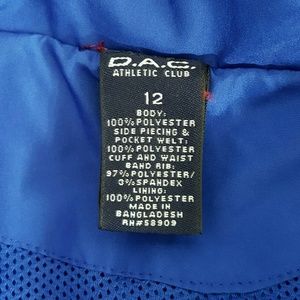 D.A.C.
ATHLETIC CLUB
12
BODY:
100% POLYESTER
SIDE PIECING &
POCKET WELT:
100% POLYESTER
CUFF AND WAIST
BAND RIB:
97% POLYESTER/
3% SPANDEX
LINING:
100% POLYESTER
MADE IN
BANGLADESH
RN#58909